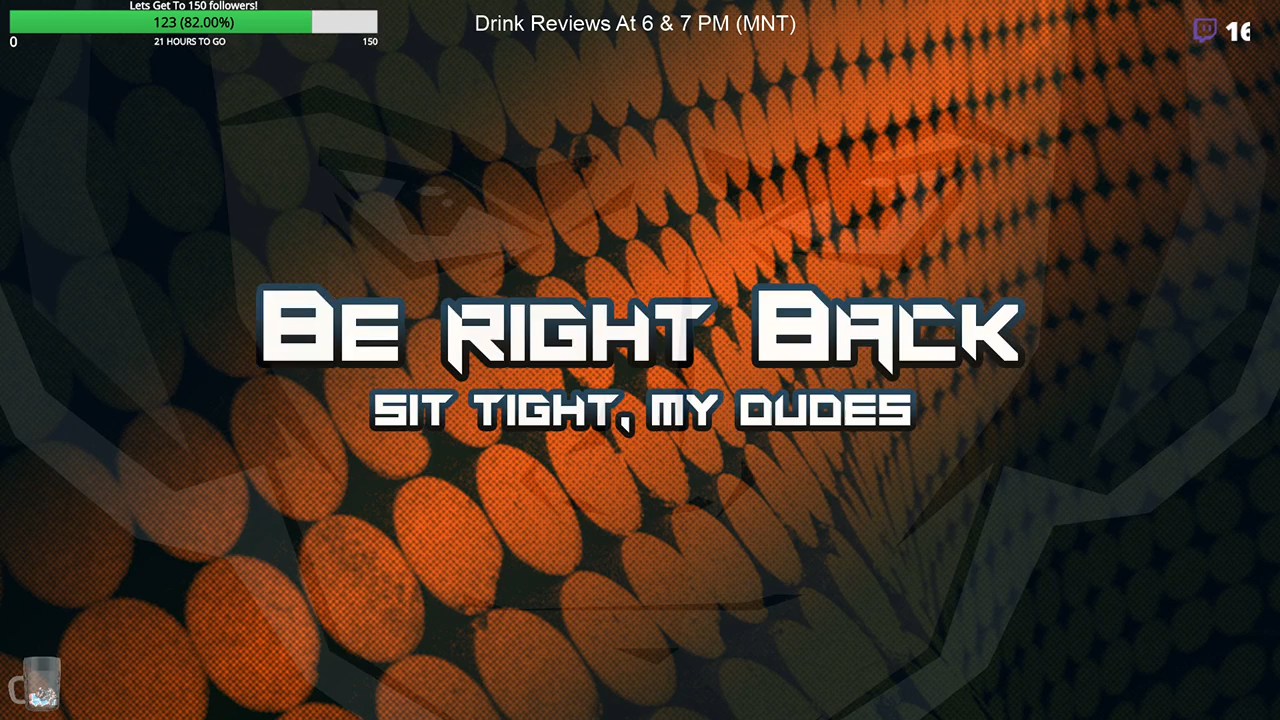 Lets Get To 150 followers!
123 (82.00%)
0
21 HOURS TO GO
150
Drink Reviews At 6 & 7 PM (MNT)
16
Be Right Back
Sit Tight, My Dudes